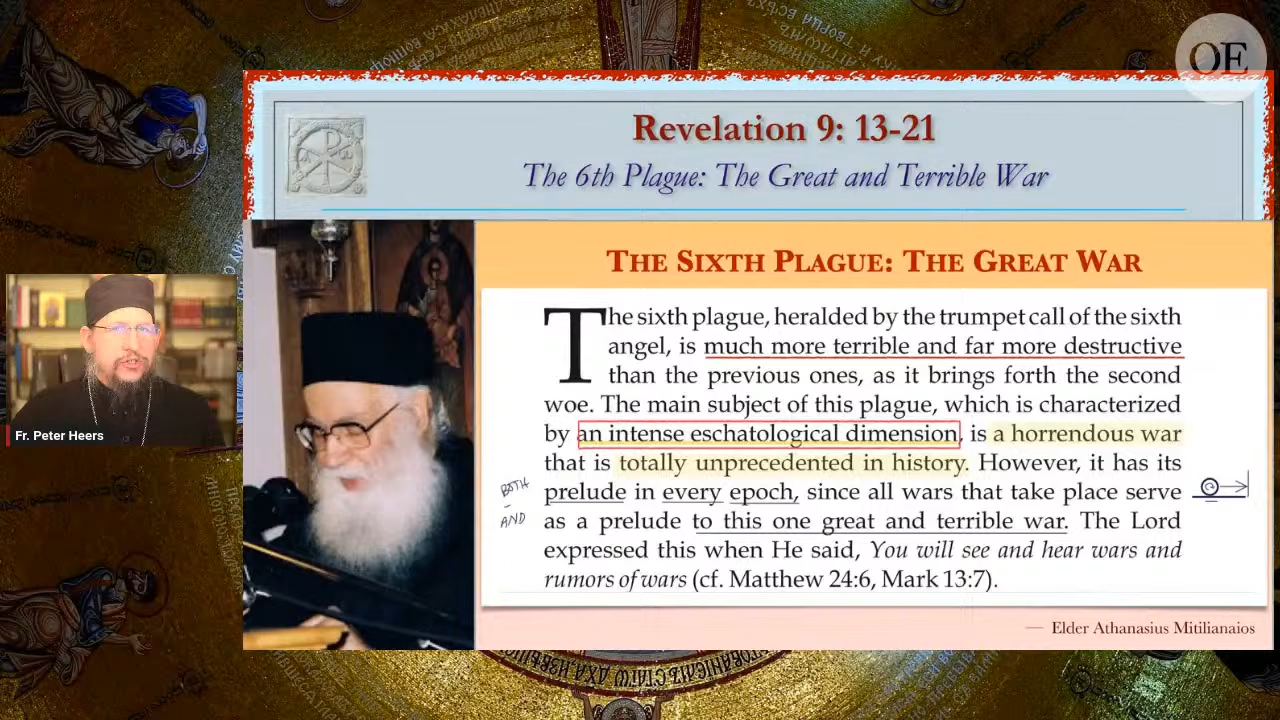 OE
Revelation 9: 13-21
The 6th Plague: The Great and Terrible War
THE SIXTH PLAGUE: THE GREAT WAR
The sixth plague, heralded by the trumpet call of the sixth
angel, is much more terrible and far more destructive
than the previous ones, as it brings forth the second
woe. The main subject of this plague, which is characterized
by an intense eschatological dimension, is a horrendous war
that is totally unprecedented in history. However, it has its
BOTH
prelude in every epoch, since all wars that take place serve
AND
as a prelude to this one great and terrible war. The Lord
expressed this when He said, You will see and hear wars and
rumors of wars (cf. Matthew 24:6, Mark 13:7).
— Elder Athanasius Mitilianaios
Fr. Peter Heers